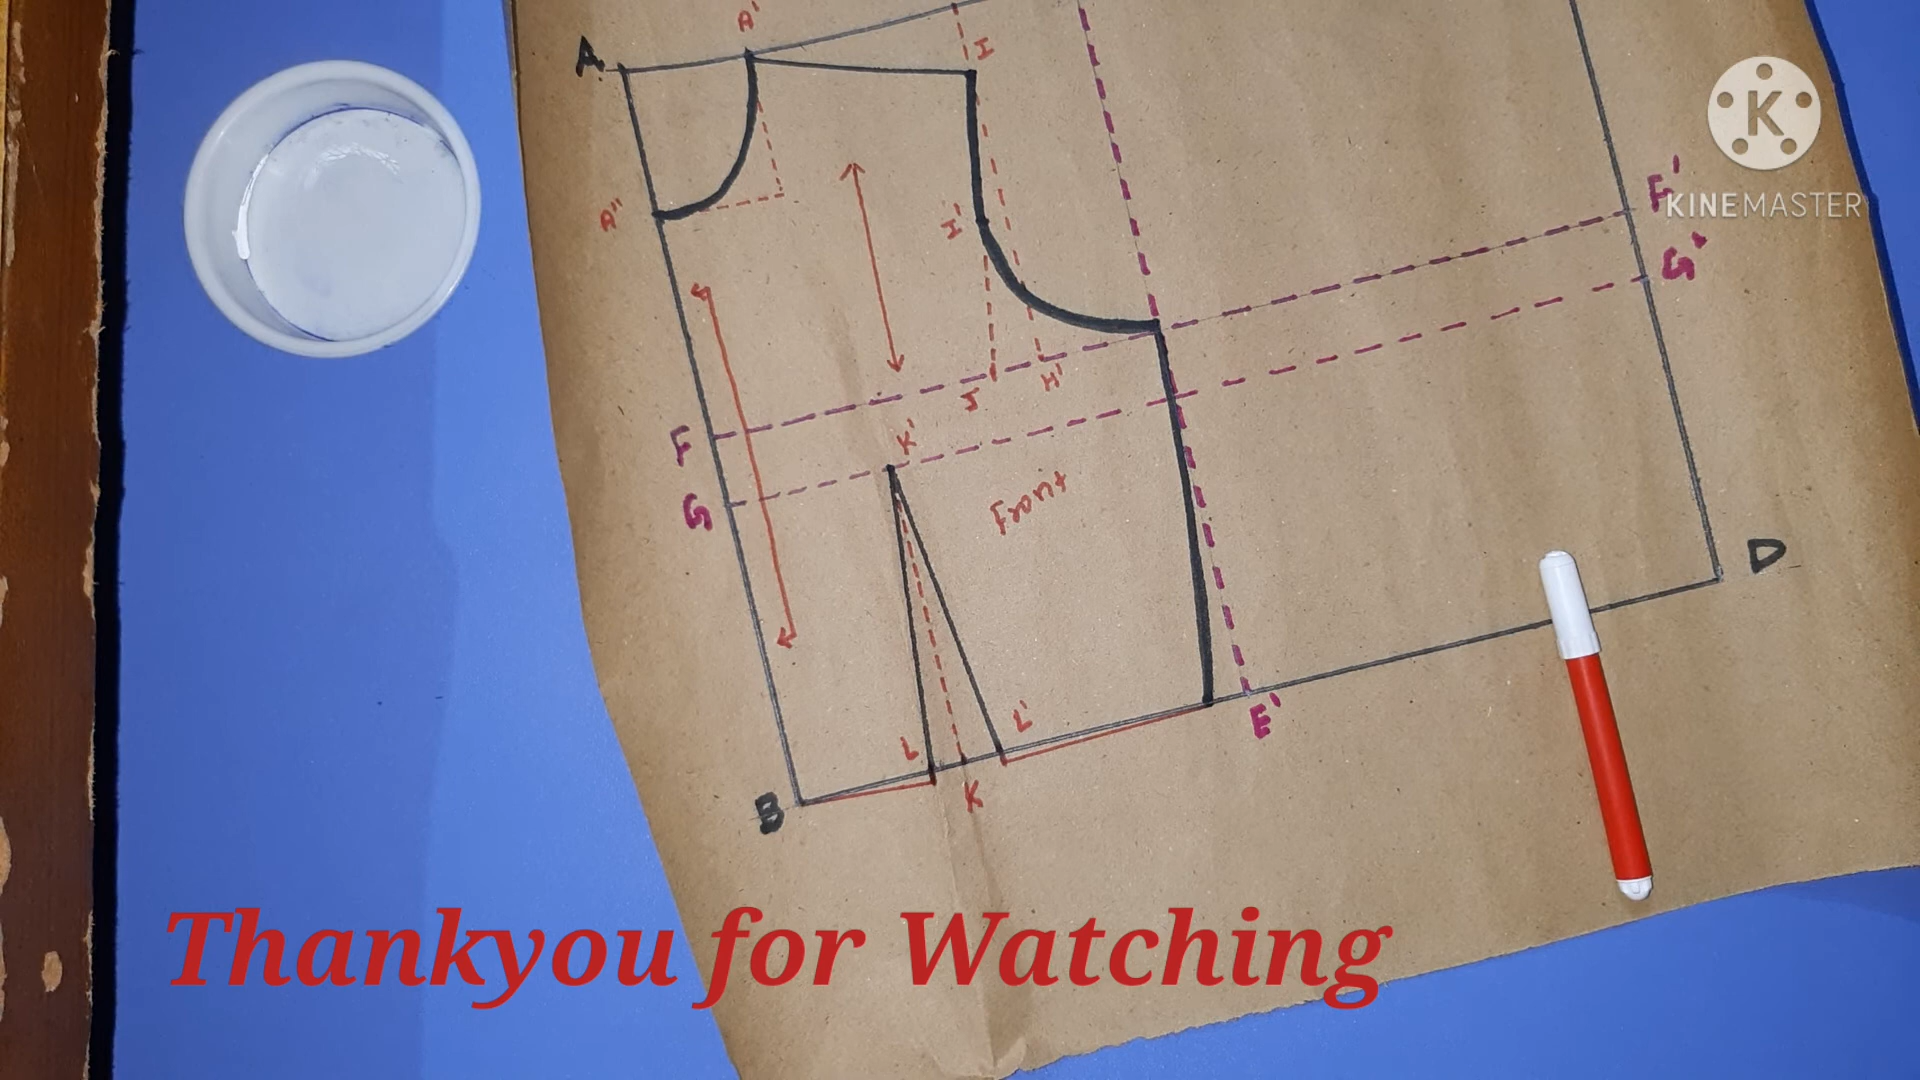 A'
A
I
K
KINEMASTER
F'
A''
I'
G'
F
J
H'
K'
G
Front
D
L'
E'
L
K
B
Thankyou for Watching